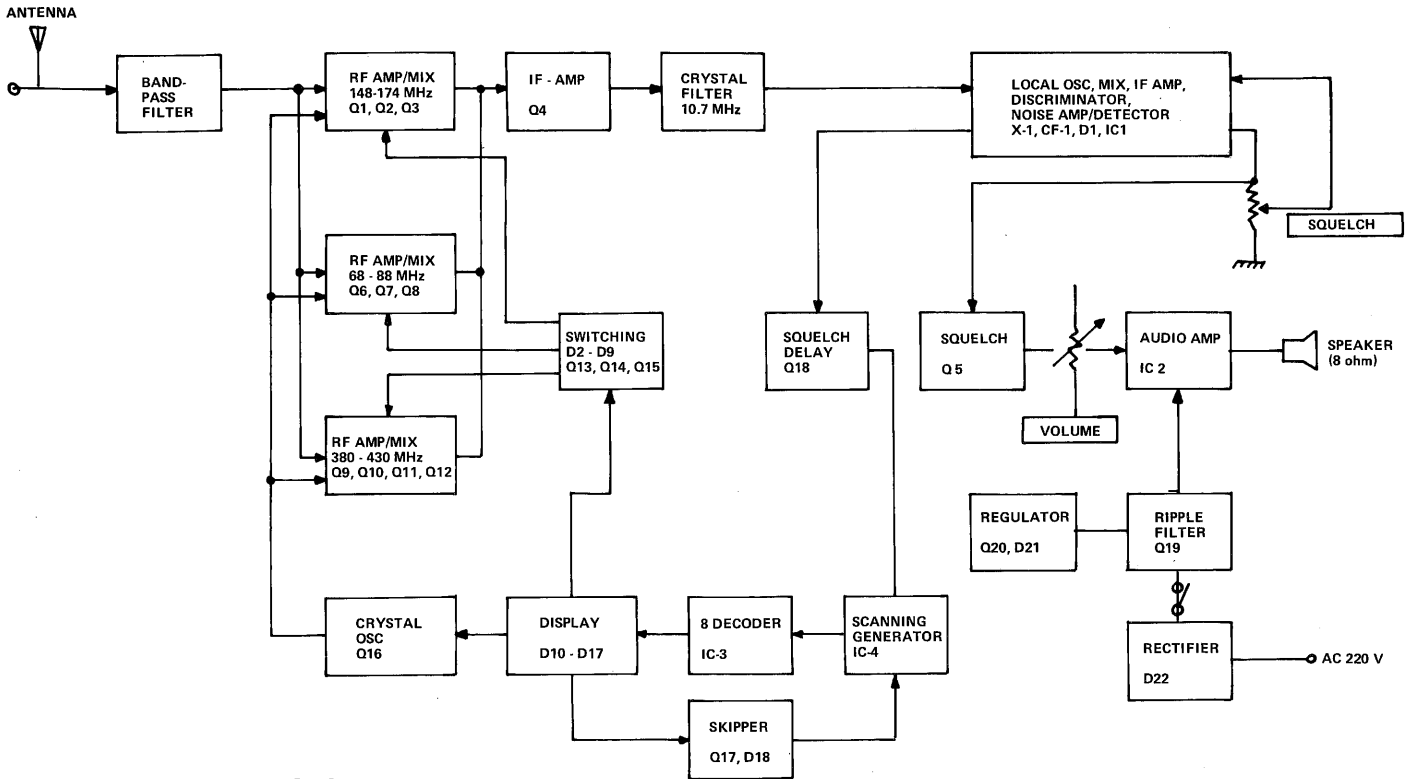 ANTENNA
BAND-
PASS
FILTER
RF AMP/MIX
148-174 MHz
Q1, Q2, Q3
IF - AMP
Q4
CRYSTAL
FILTER
10.7 MHz
LOCAL OSC, MIX, IF AMP,
DISCRIMINATOR,
NOISE AMP/DETECTOR
X-1, CF-1, D1, IC1
SQUELCH
RF AMP/MIX
68 - 88 MHz
Q6, Q7, Q8
SWITCHING
D2 - D9
Q13, Q14, Q15
SQUELCH
DELAY
Q18
SQUELCH
Q 5
VOLUME
AUDIO AMP
IC 2
SPEAKER
(8 ohm)
RF AMP/MIX
380 - 430 MHz
Q9, Q10, Q11, Q12
REGULATOR
Q20, D21
RIPPLE
FILTER
Q19
CRYSTAL
OSC
Q16
DISPLAY
D10 - D17
8 DECODER
IC-3
SCANNING
GENERATOR
IC-4
RECTIFIER
D22
AC 220 V
SKIPPER
Q17, D18